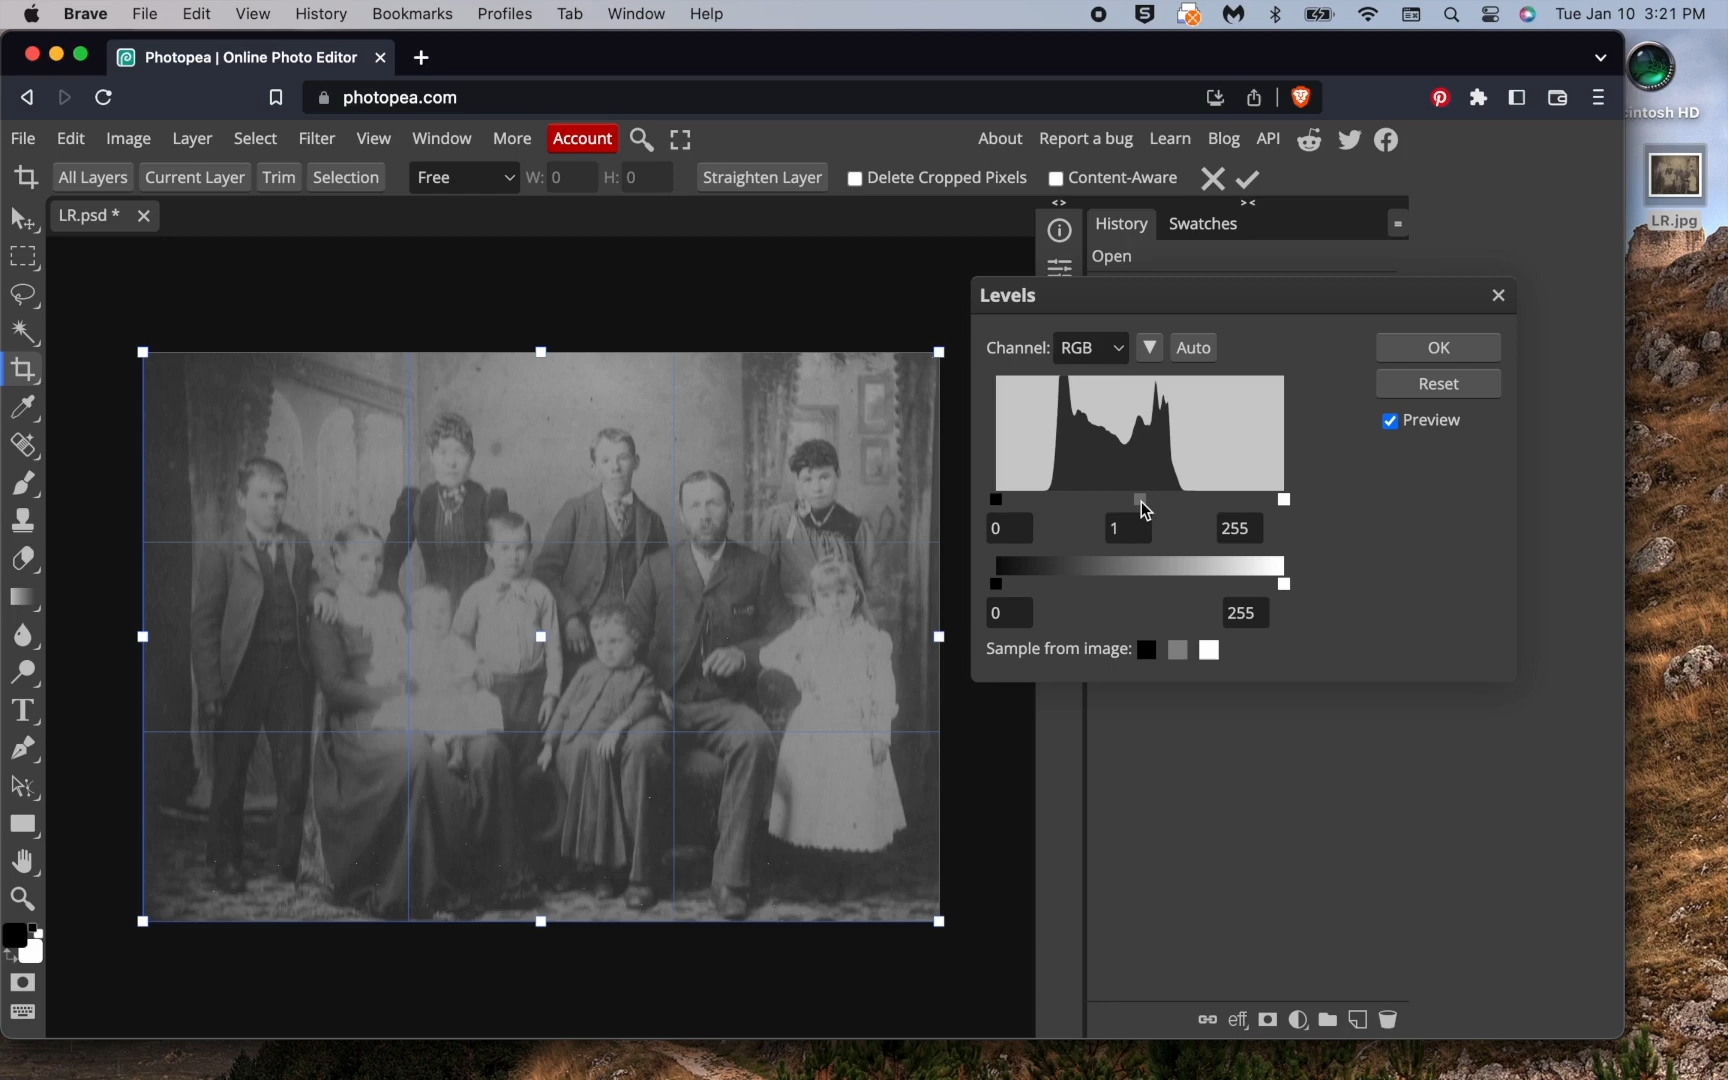 Brave File Edit View History Bookmarks Profiles Tab Window Help Tue Jan 10 3:21 PM
Photopea | Online Photo Editor
photopea.com
intosh HD
File Edit Image Layer Select Filter View Window More Account About Report a bug Learn Blog API
All Layers Current Layer Trim Selection Free W: 0 H: 0 Straighten Layer Delete Cropped Pixels Content-Aware
LR.psd * History Swatches
LR.jpg
Open
Levels
Channel: RGB Auto OK
Reset
Preview
0 1 255
0 255
Sample from image:
eff